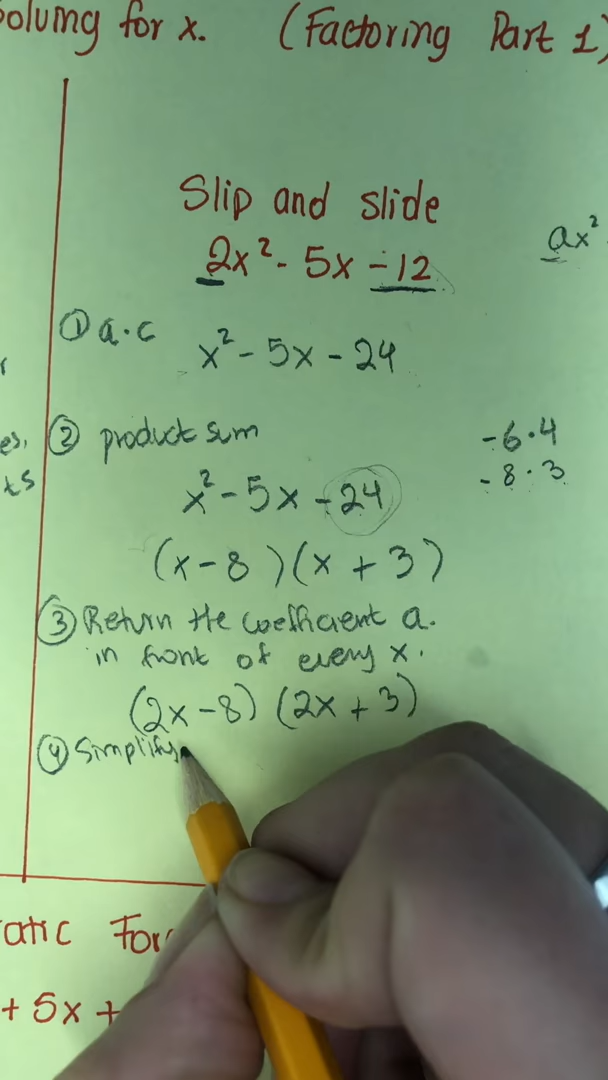 for x. (Factoring Part 1)
Slip and slide
2x² - 5x - 12
ax²
① a·c
x² - 5x - 24
② product sum
-6·4
-8·3
x² - 5x - 24
(x - 8)(x + 3)
③ Return the coefficient a.
in front of every x.
(2x - 8) (2x + 3)
④ Simplify
+ 5x +